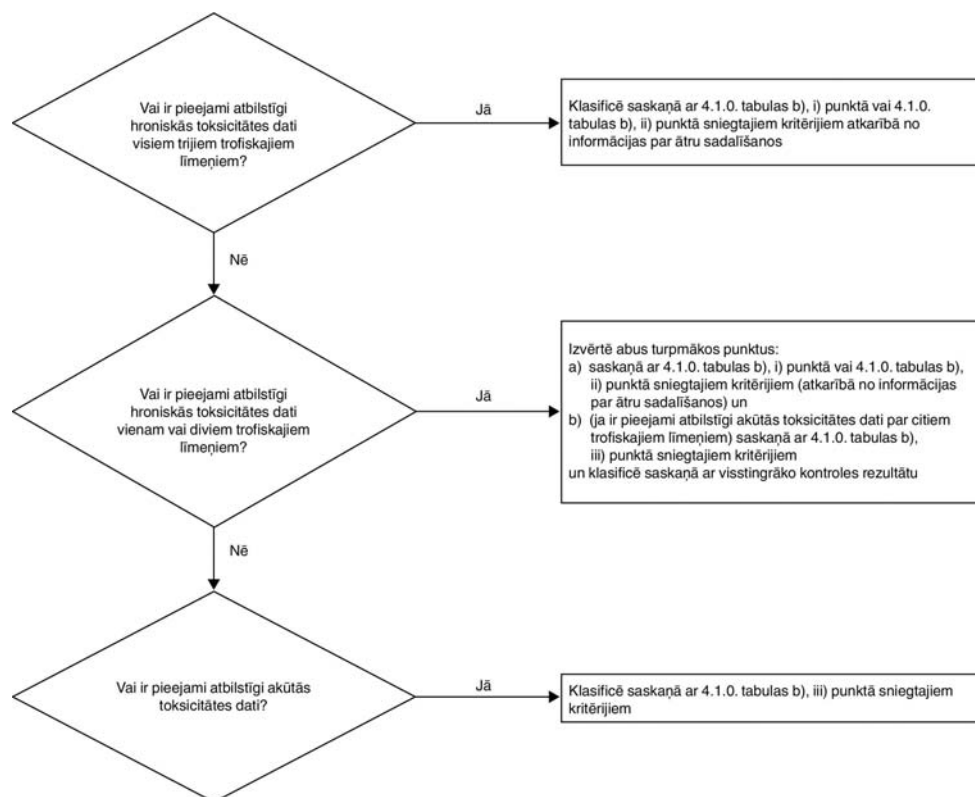 Vai ir pieejami atbilstīgi
hroniskās toksicitātes dati
visiem trijiem trofiskajiem
līmeņiem?
Jā
Klasificē saskaņā ar 4.1.0. tabulas b), i) punktā vai 4.1.0.
tabulas b), ii) punktā sniegtajiem kritērijiem atkarībā no
informācijas par ātru sadalīšanos
Nē
Vai ir pieejami atbilstīgi
hroniskās toksicitātes dati
vienam vai diviem trofiskajiem
līmeņiem?
Jā
Izvērtē abus turpmākos punktus:
a) saskaņā ar 4.1.0. tabulas b), i) punktā vai 4.1.0. tabulas b),
ii) punktā sniegtajiem kritērijiem (atkarībā no informācijas
par ātru sadalīšanos) un
b) (ja ir pieejami atbilstīgi akūtās toksicitātes dati par citiem
trofiskajiem līmeņiem) saskaņā ar 4.1.0. tabulas b),
iii) punktā sniegtajiem kritērijiem
un klasificē saskaņā ar visstingrāko kontroles rezultātu
Nē
Vai ir pieejami atbilstīgi akūtās
toksicitātes dati?
Jā
Klasificē saskaņā ar 4.1.0. tabulas b), iii) punktā sniegtajiem
kritērijiem